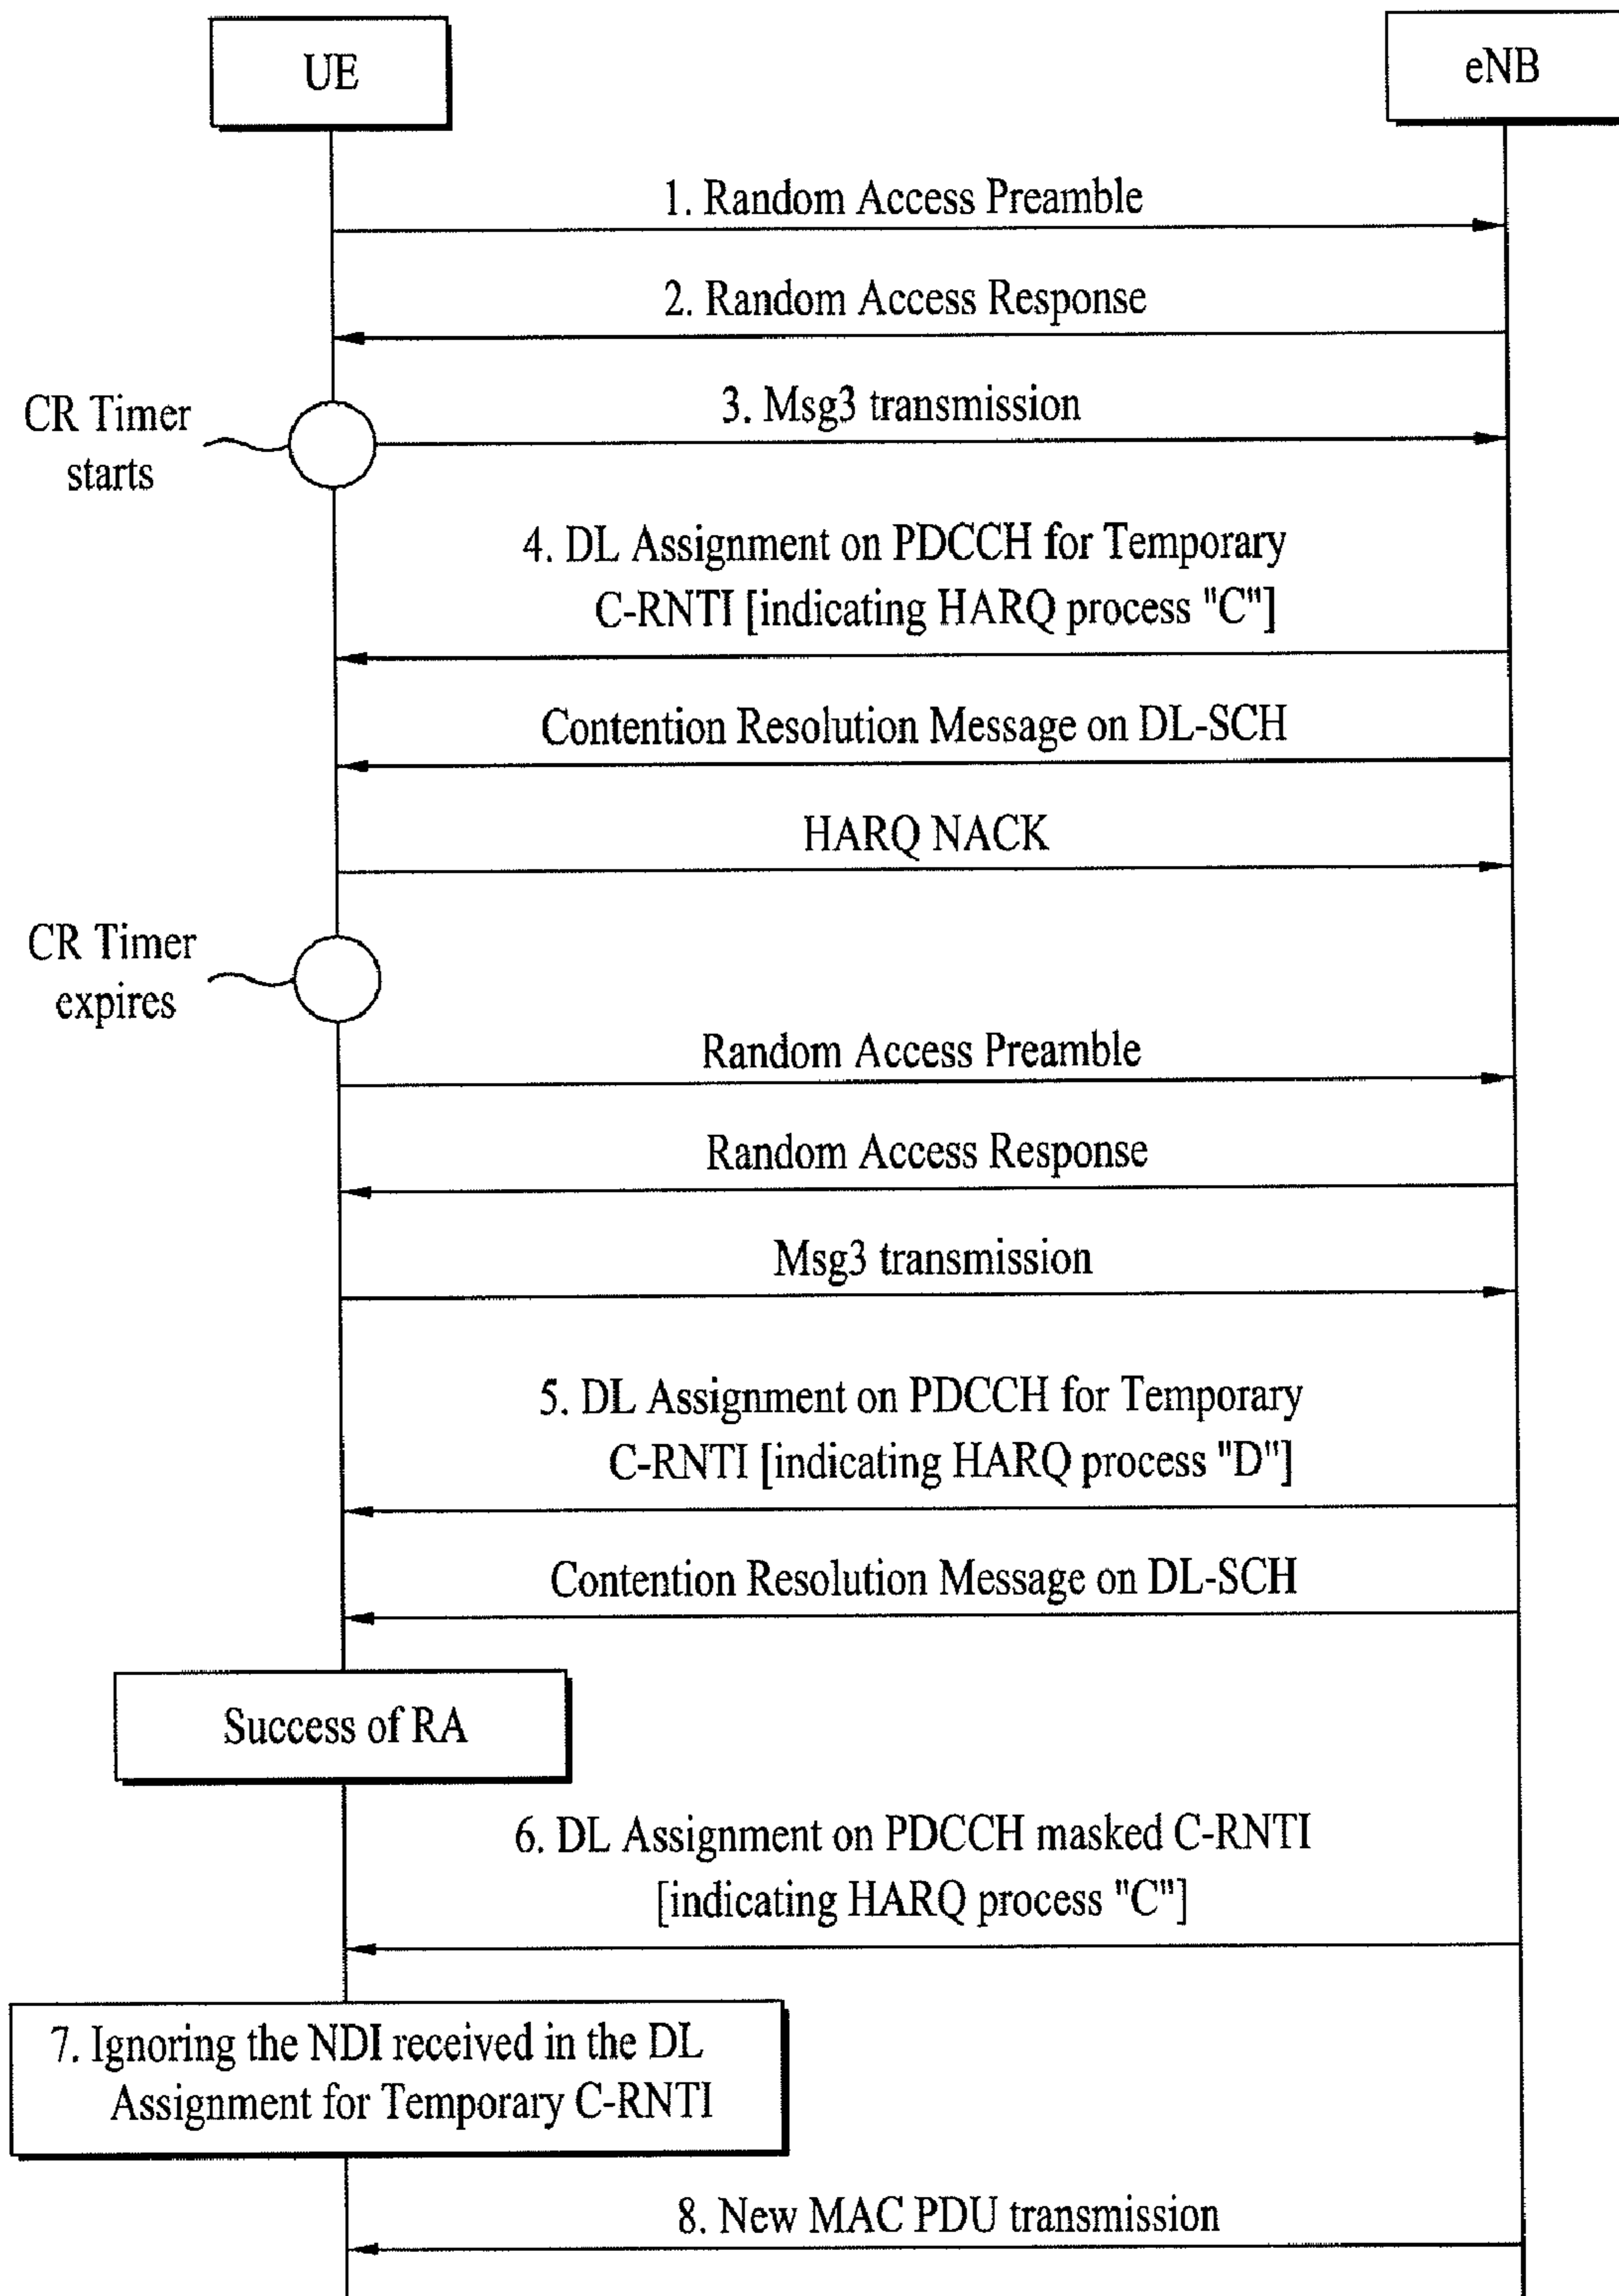 UE
eNB
1. Random Access Preamble
2. Random Access Response
CR Timer
starts
3. Msg3 transmission
4. DL Assignment on PDCCH for Temporary
C-RNTI [indicating HARQ process "C"]
Contention Resolution Message on DL-SCH
HARQ NACK
CR Timer
expires
Random Access Preamble
Random Access Response
Msg3 transmission
5. DL Assignment on PDCCH for Temporary
C-RNTI [indicating HARQ process "D"]
Contention Resolution Message on DL-SCH
Success of RA
6. DL Assignment on PDCCH masked C-RNTI
[indicating HARQ process "C"]
7. Ignoring the NDI received in the DL
Assignment for Temporary C-RNTI
8. New MAC PDU transmission